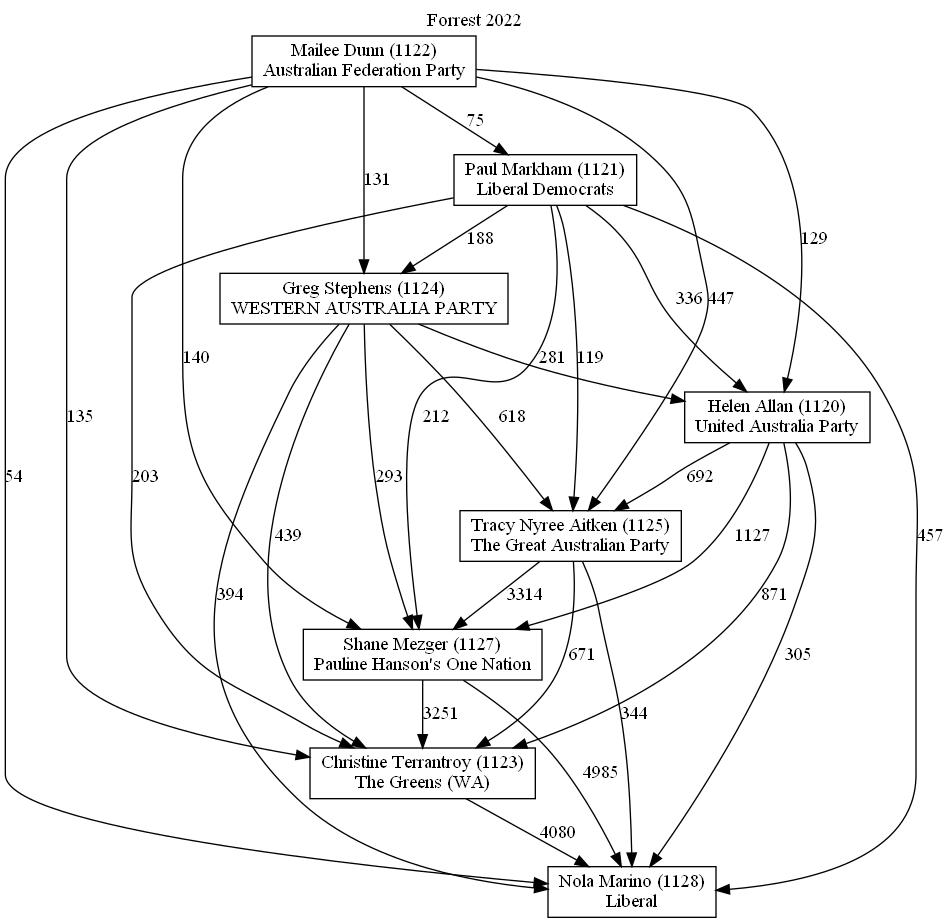 Forrest 2022
Mailee Dunn (1122)
Australian Federation Party
75
Paul Markham (1121)
Liberal Democrats
131
188
129
Greg Stephens (1124)
WESTERN AUSTRALIA PARTY
336
447
140
281
119
Helen Allan (1120)
United Australia Party
135
212
618
54
203
293
692
Tracy Nyree Aitken (1125)
The Great Australian Party
439
1127
457
394
3314
871
Shane Mezger (1127)
Pauline Hanson's One Nation
671
305
3251
344
Christine Terrantroy (1123)
The Greens (WA)
4985
4080
Nola Marino (1128)
Liberal